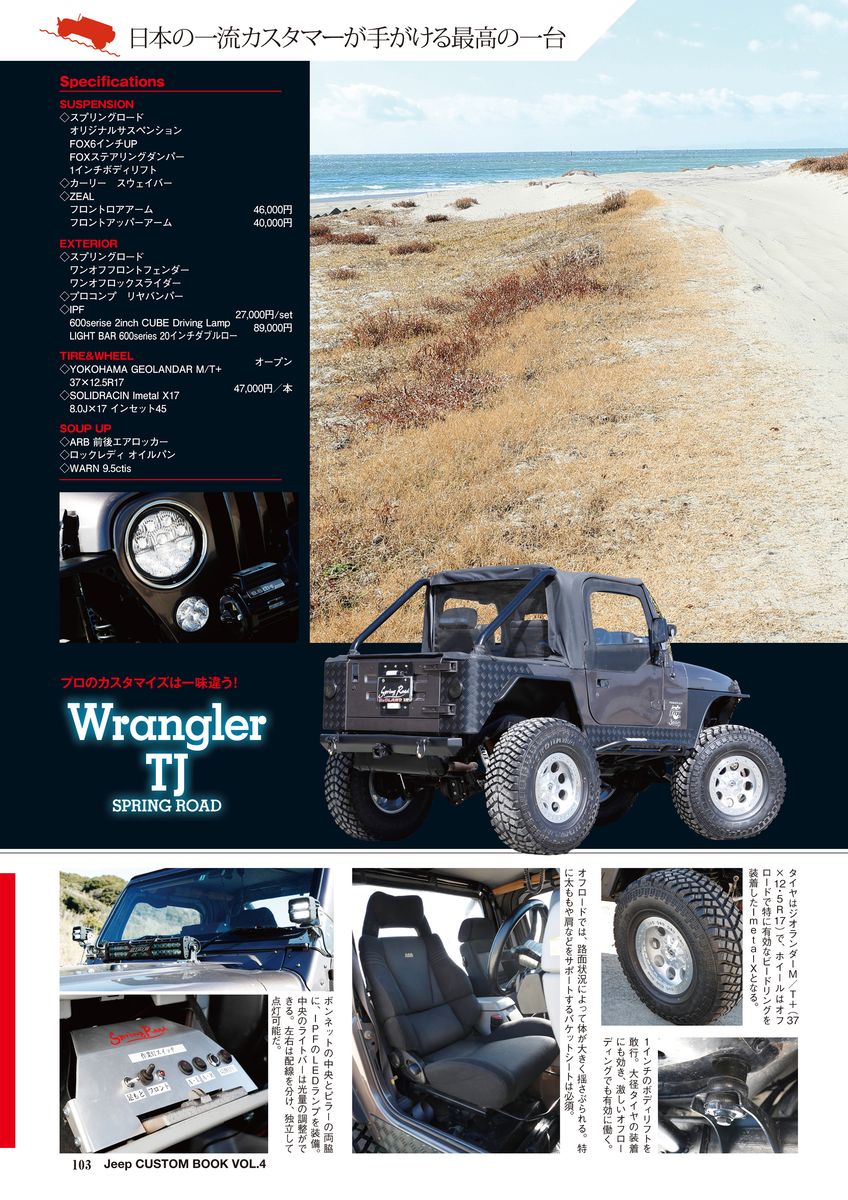 日本の一流カスタマーが手がける最高の一台
Specifications
SUSPENSION
◇スプリングロード
オリジナルサスペンション
FOX6インチUP
FOXステアリングダンパー
1インチボディリフト
◇カーリー　スウェイバー
◇ZEAL
フロントロアアーム 46,000円
フロントアッパーアーム 40,000円
EXTERIOR
◇スプリングロード
ワンオフフロントフェンダー
ワンオフロックスライダー
◇プロコンプ　リヤバンパー
◇IPF 27,000円/set
600serise 2inch CUBE Driving Lamp 89,000円
LIGHT BAR 600series 20インチダブルロー
TIRE&WHEEL オープン
◇YOKOHAMA GEOLANDAR M/T+
37×12.5R17
◇SOLIDRACIN Imetal X17 47,000円／本
8.0J×17 インセット45
SOUP UP
◇ARB 前後エアロッカー
◇ロックレディ オイルパン
◇WARN 9.5ctis
プロのカスタマイズは一味違う!
Wrangler
TJ
SPRING ROAD
Spring Road
Jeep
タイヤはジオランダーM／T＋（37
×12・5R17）で、ホイールはオフ
ロードで特に有効なビードリングを
装着したImetalXとなる。
オフロードでは、路面状況によって体が大きく揺さぶられる。特
に太ももや肩などをサポートするバケットシートは必須。
1インチのボディリフトを
敢行。大径タイヤの装着
にも効き、激しいオフロー
ディングでも有効に働く。
ボンネットの中央とピラーの両脇
に、IPFのLEDランプを装備。
中央のライトバーは光量の調整がで
きる。左右は配線を分け、独立して
点灯可能だ。
Spring Road
作業灯スイッチ
足もと
フロント
103 Jeep CUSTOM BOOK VOL.4